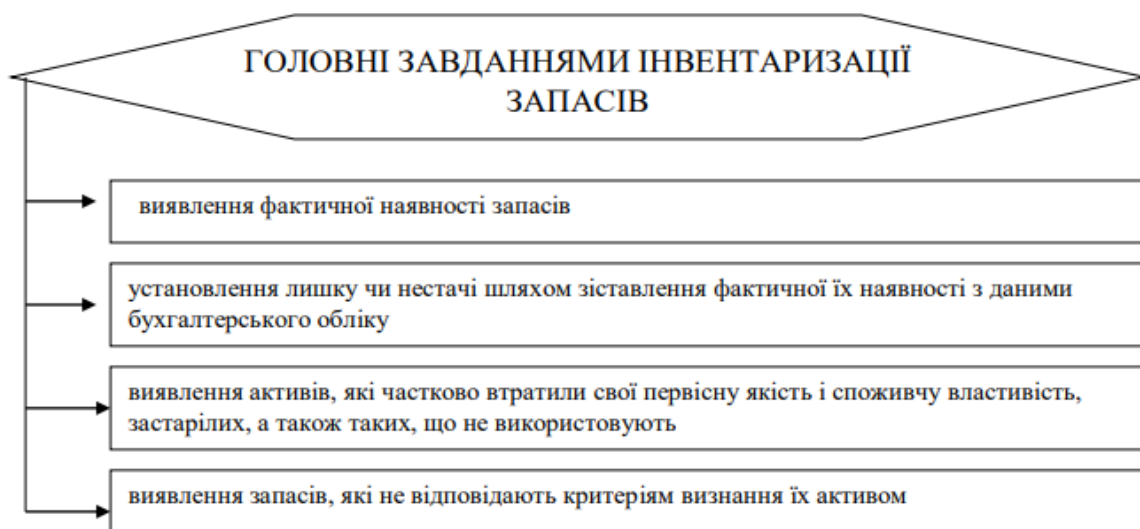 ГОЛОВНІ ЗАВДАННЯМИ ІНВЕНТАРИЗАЦІЇ
ЗАПАСІВ
виявлення фактичної наявності запасів
установлення лишку чи нестачі шляхом зіставлення фактичної їх наявності з даними
бухгалтерського обліку
виявлення активів, які частково втратили свої первісну якість і споживчу властивість,
застарілих, а також таких, що не використовують
виявлення запасів, які не відповідають критеріям визнання їх активом